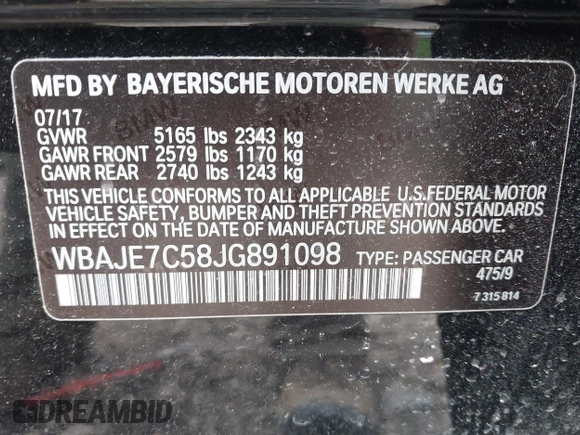 MFD BY BAYERISCHE MOTOREN WERKE AG
07/17
GVWR 5165 lbs 2343 kg
GAWR FRONT 2579 lbs 1170 kg
GAWR REAR 2740 lbs 1243 kg
THIS VEHICLE CONFORMS TO ALL APPLICABLE U.S.FEDERAL MOTOR
VEHICLE SAFETY, BUMPER AND THEFT PREVENTION STANDARDS
IN EFFECT ON THE DATE OF MANUFACTURE SHOWN ABOVE.
WBAJE7C58JG891098 TYPE: PASSENGER CAR
475/9
7 315 814
DREAMBID